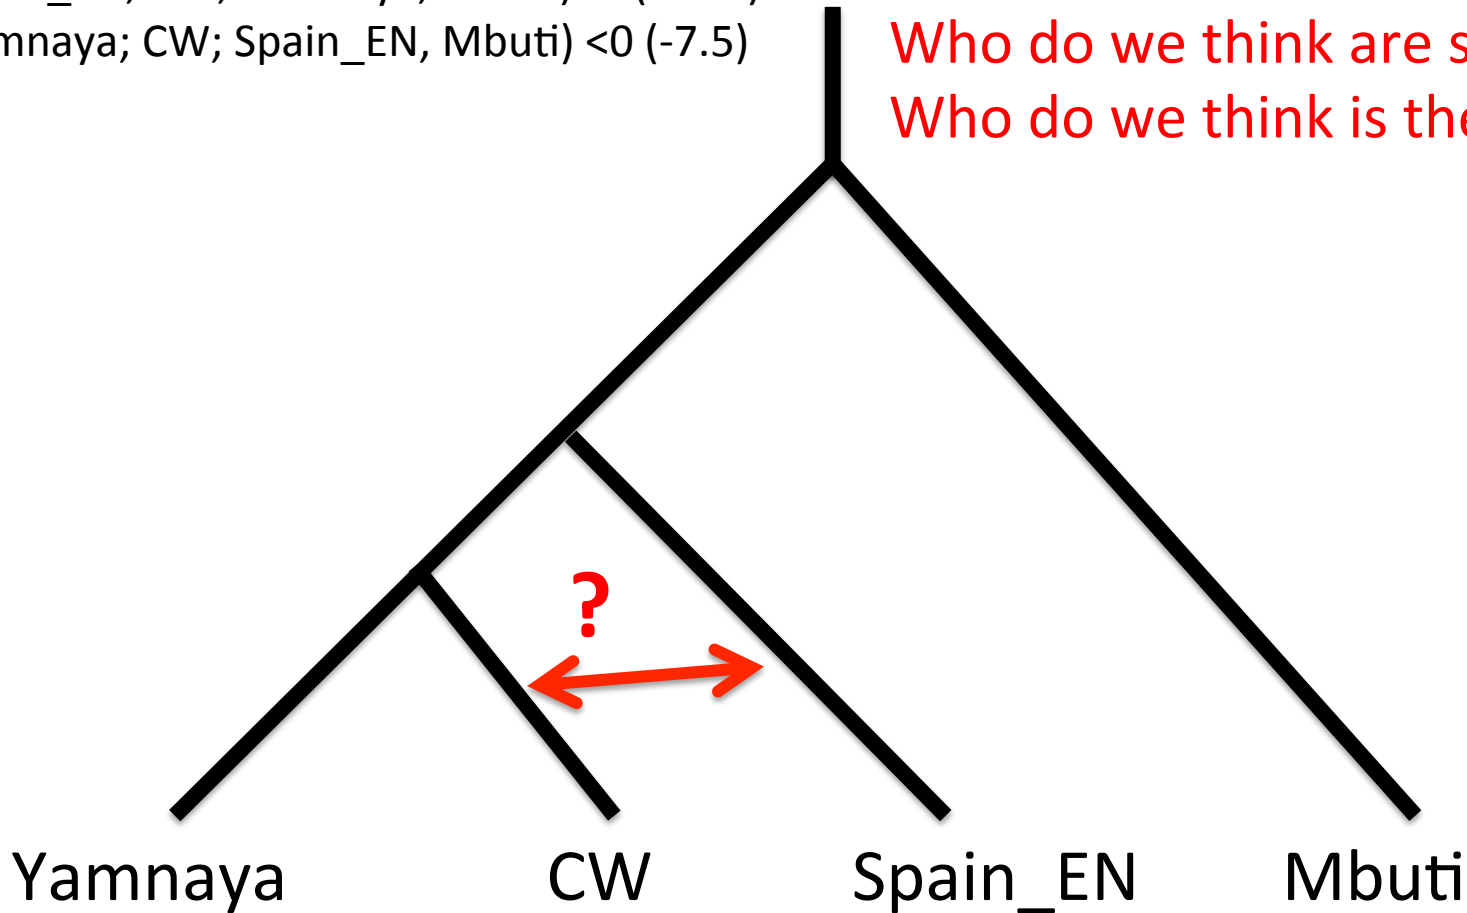 mnaya; CW; Spain_EN, Mbuti) <0 (-7.5)
Who do we think are s
Who do we think is the
?
Yamnaya CW Spain_EN Mbuti